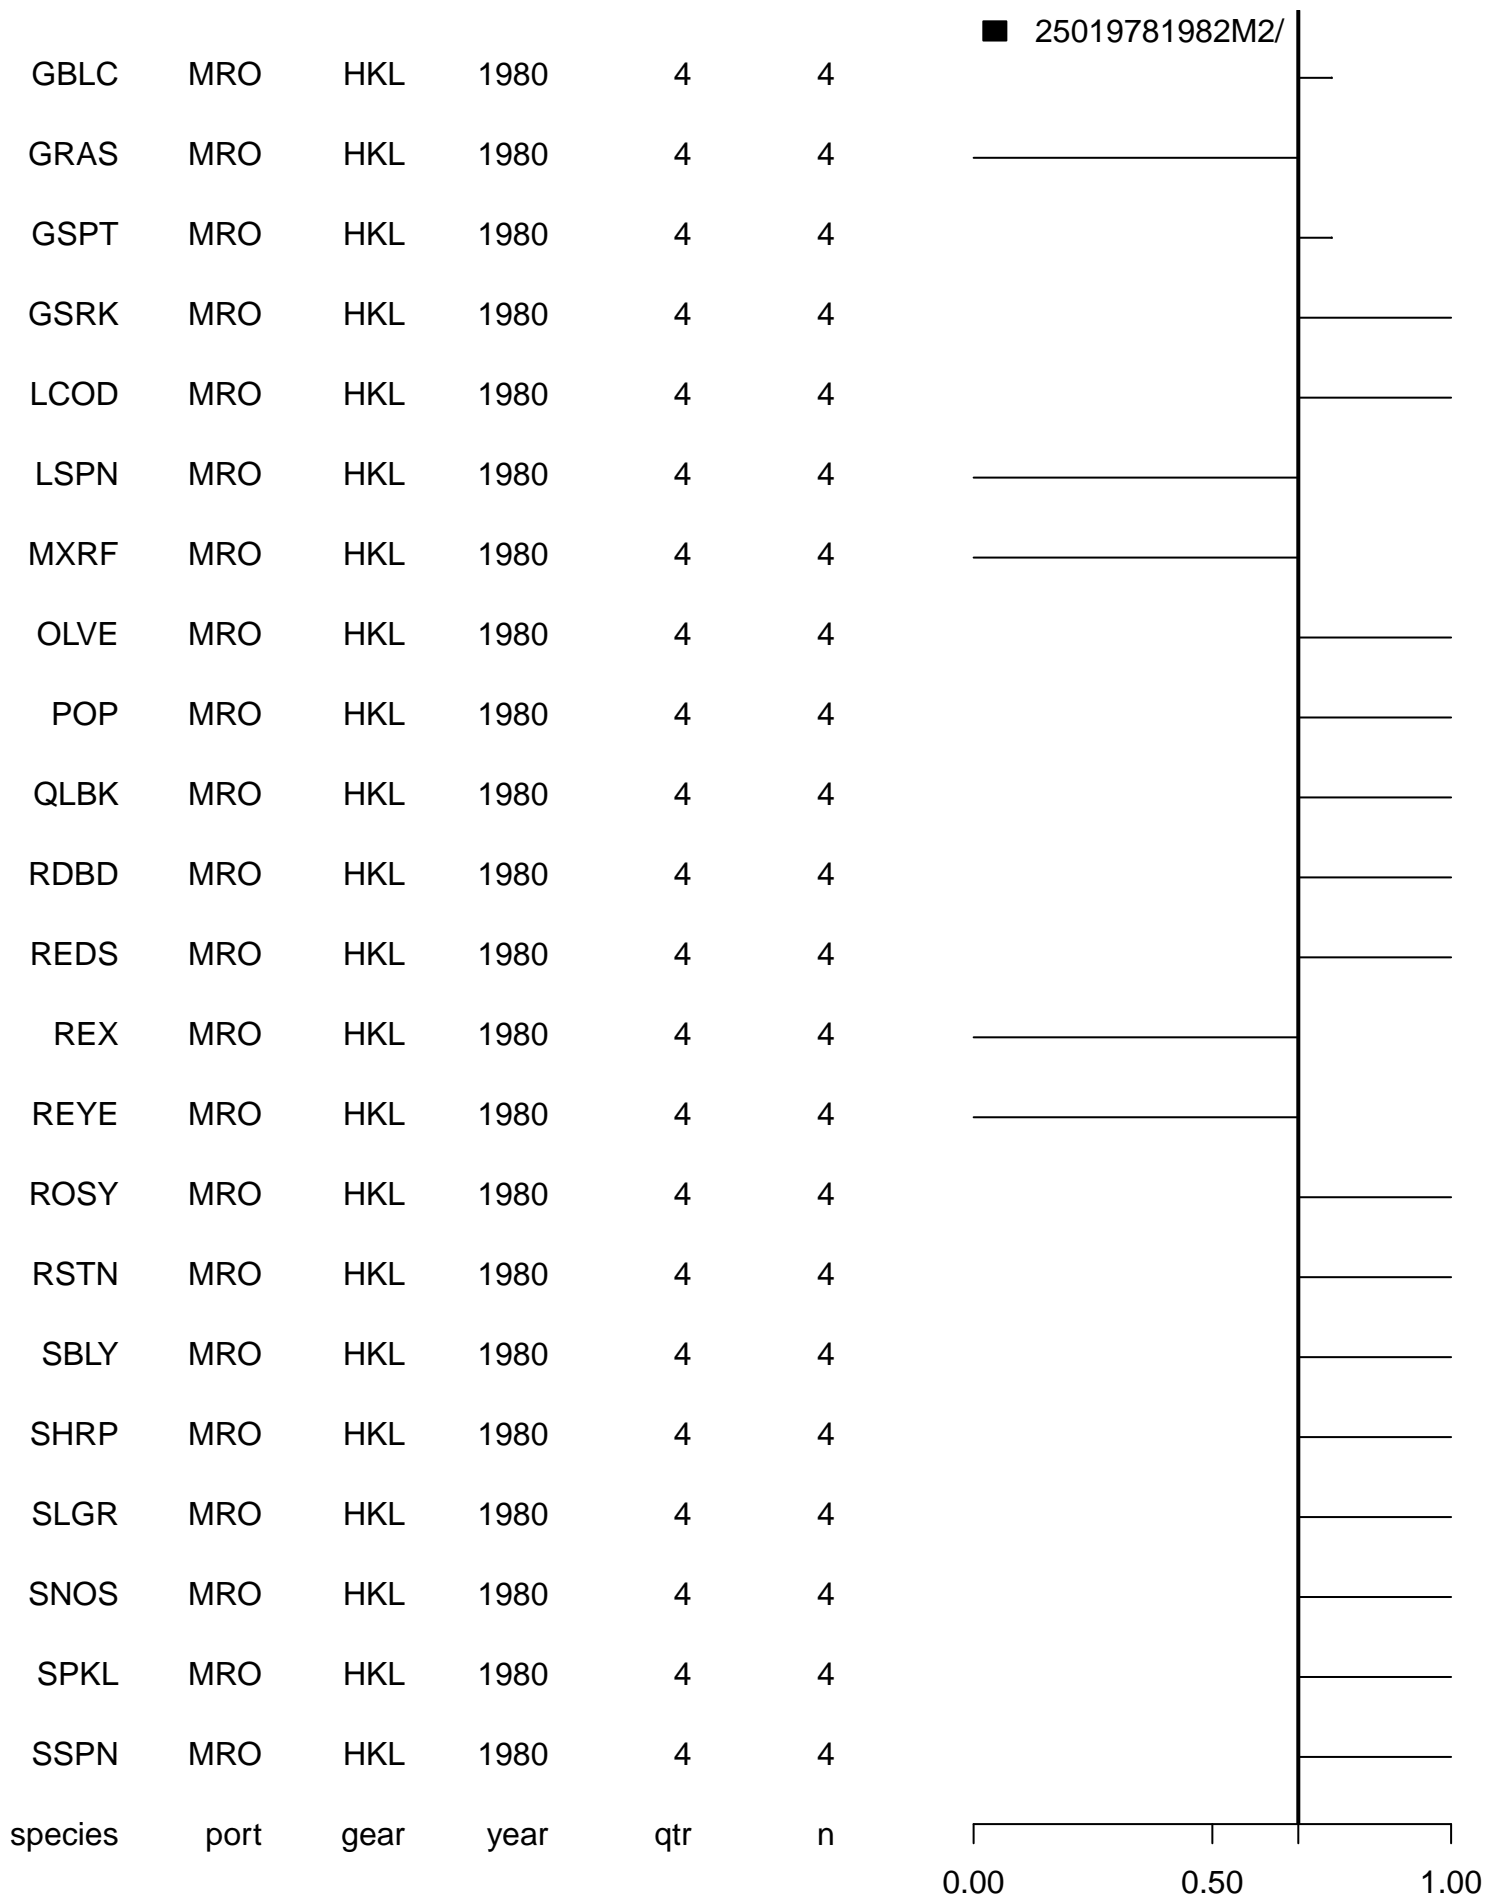 25019781982M2/
GBLC MRO HKL 1980 4 4
GRAS MRO HKL 1980 4 4
GSPT MRO HKL 1980 4 4
GSRK MRO HKL 1980 4 4
LCOD MRO HKL 1980 4 4
LSPN MRO HKL 1980 4 4
MXRF MRO HKL 1980 4 4
OLVE MRO HKL 1980 4 4
POP MRO HKL 1980 4 4
QLBK MRO HKL 1980 4 4
RDBD MRO HKL 1980 4 4
REDS MRO HKL 1980 4 4
REX MRO HKL 1980 4 4
REYE MRO HKL 1980 4 4
ROSY MRO HKL 1980 4 4
RSTN MRO HKL 1980 4 4
SBLY MRO HKL 1980 4 4
SHRP MRO HKL 1980 4 4
SLGR MRO HKL 1980 4 4
SNOS MRO HKL 1980 4 4
SPKL MRO HKL 1980 4 4
SSPN MRO HKL 1980 4 4
species port gear year qtr n
0.00 0.50 1.00